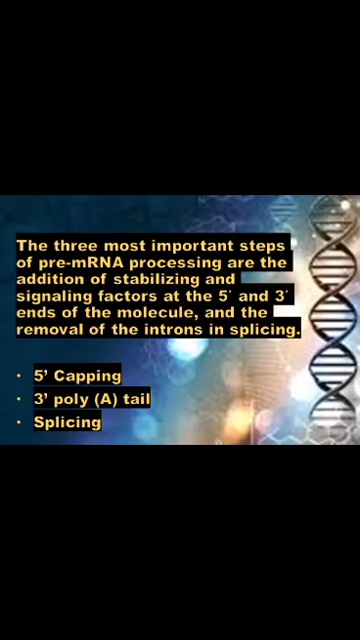 The three most important steps
of pre-mRNA processing are the
addition of stabilizing and
signaling factors at the 5′ and 3′
ends of the molecule, and the
removal of the introns in splicing.
• 5’ Capping
• 3’ poly (A) tail
• Splicing